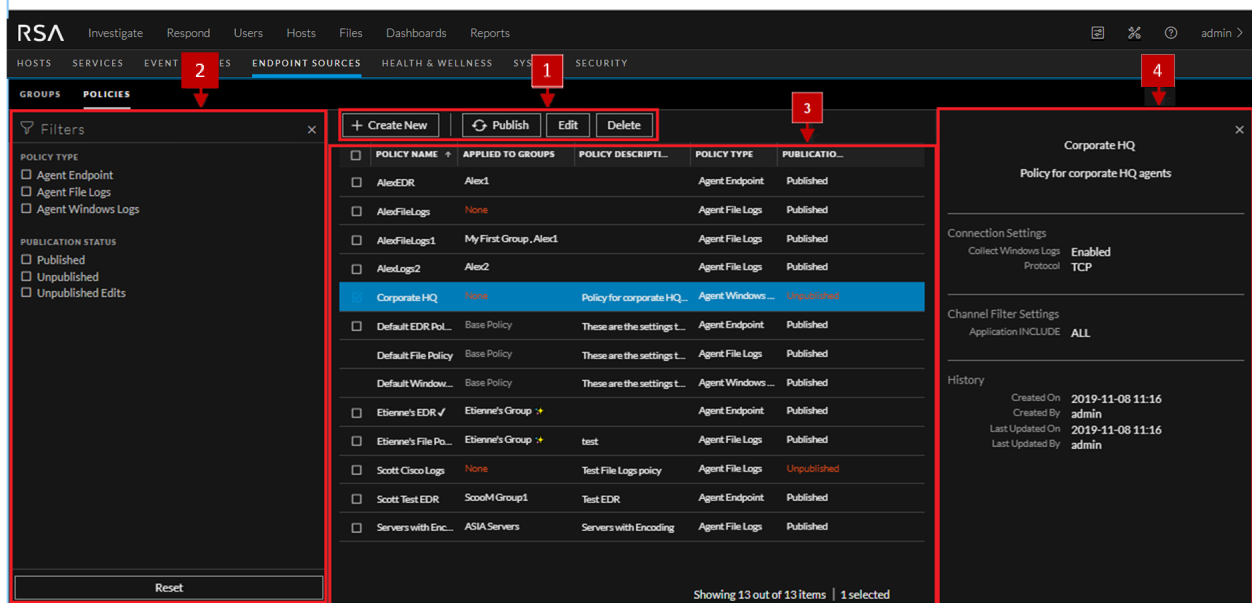 RSA Investigate Respond Users Hosts Files Dashboards Reports admin >
HOSTS SERVICES EVENT ES ENDPOINT SOURCES HEALTH & WELLNESS SYS SECURITY
2
1
4
GROUPS POLICIES
3
Filters ×
POLICY TYPE
Agent Endpoint
Agent File Logs
Agent Windows Logs
PUBLICATION STATUS
Published
Unpublished
Unpublished Edits
Reset
+ Create New Publish Edit Delete
POLICY NAME ↑ APPLIED TO GROUPS POLICY DESCRIPTI... POLICY TYPE PUBLICATIO...
AlexEDR Alex1 Agent Endpoint Published
AlexFileLogs None Agent File Logs Published
AlexFileLogs1 My First Group , Alex1 Agent File Logs Published
AlexLogs2 Alex2 Agent File Logs Published
Corporate HQ None Policy for corporate HQ... Agent Windows ... Unpublished
Default EDR Pol... Base Policy These are the settings t... Agent Endpoint Published
Default File Policy Base Policy These are the settings t... Agent File Logs Published
Default Window... Base Policy These are the settings t... Agent Windows ... Published
Etienne's EDR ✓ Etienne's Group ✨ Agent Endpoint Published
Etienne's File Po... Etienne's Group ✨ test Agent File Logs Published
Scott Cisco Logs None Test File Logs poicy Agent File Logs Unpublished
Scott Test EDR ScooM Group1 Test EDR Agent Endpoint Published
Servers with Enc... ASIA Servers Servers with Encoding Agent File Logs Published
Showing 13 out of 13 items | 1 selected
×
Corporate HQ
Policy for corporate HQ agents
Connection Settings
Collect Windows Logs Enabled
Protocol TCP
Channel Filter Settings
Application INCLUDE ALL
History
Created On 2019-11-08 11:16
Created By admin
Last Updated On 2019-11-08 11:16
Last Updated By admin